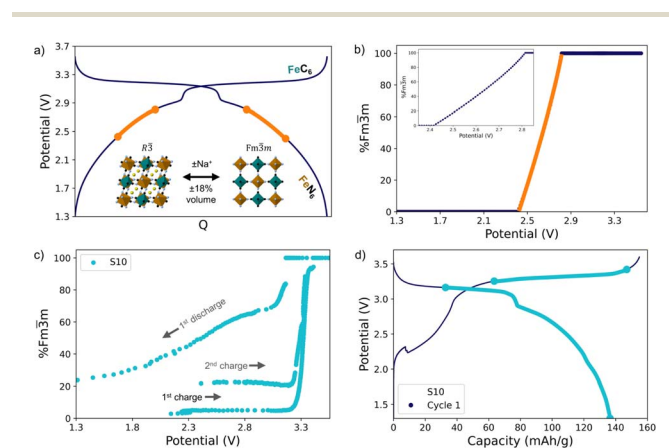 a)
3.7
3.3
2.9
2.5
2.1
1.7
1.3
Potential (V)
Q
FeC₆
FeN₆
R3̅
Fm3̅m
±Na⁺
±18%
volume
b)
100
80
60
40
20
0
%Fm3̅m
1.3 1.7 2.1 2.5 2.9 3.3
Potential (V)
100
80
60
40
20
0
%Fm3̅m
2.4 2.5 2.6 2.7 2.8
Potential (V)
c)
S10
100
80
60
40
20
0
%Fm3̅m
1st discharge
2nd charge
1st charge
1.3 1.8 2.3 2.8 3.3
Potential (V)
d)
3.5
3.0
2.5
2.0
1.5
Potential (V)
S10
Cycle 1
0 20 40 60 80 100 120 140 160
Capacity (mAh/g)